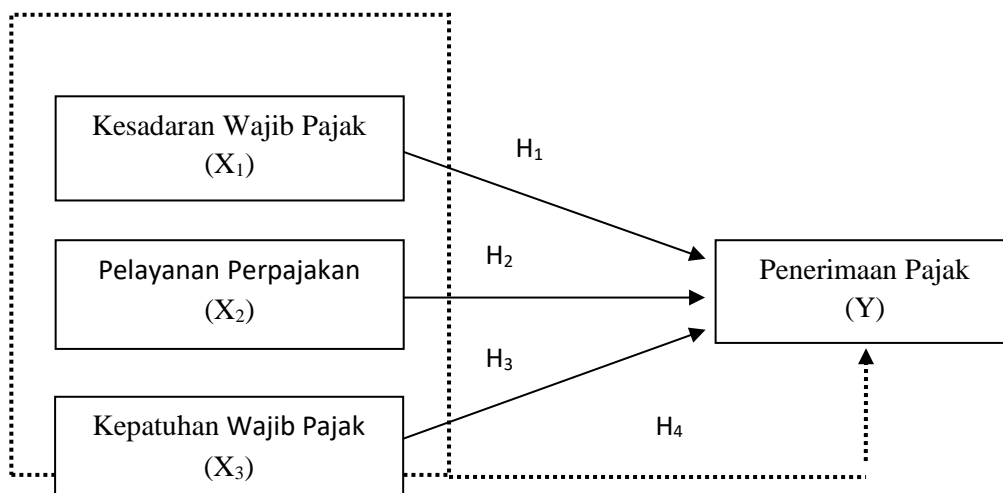 Kesadaran Wajib Pajak
(X₁)
H₁
Pelayanan Perpajakan
(X₂)
H₂
Penerimaan Pajak
(Y)
H₃
Kepatuhan Wajib Pajak
(X₃)
H₄